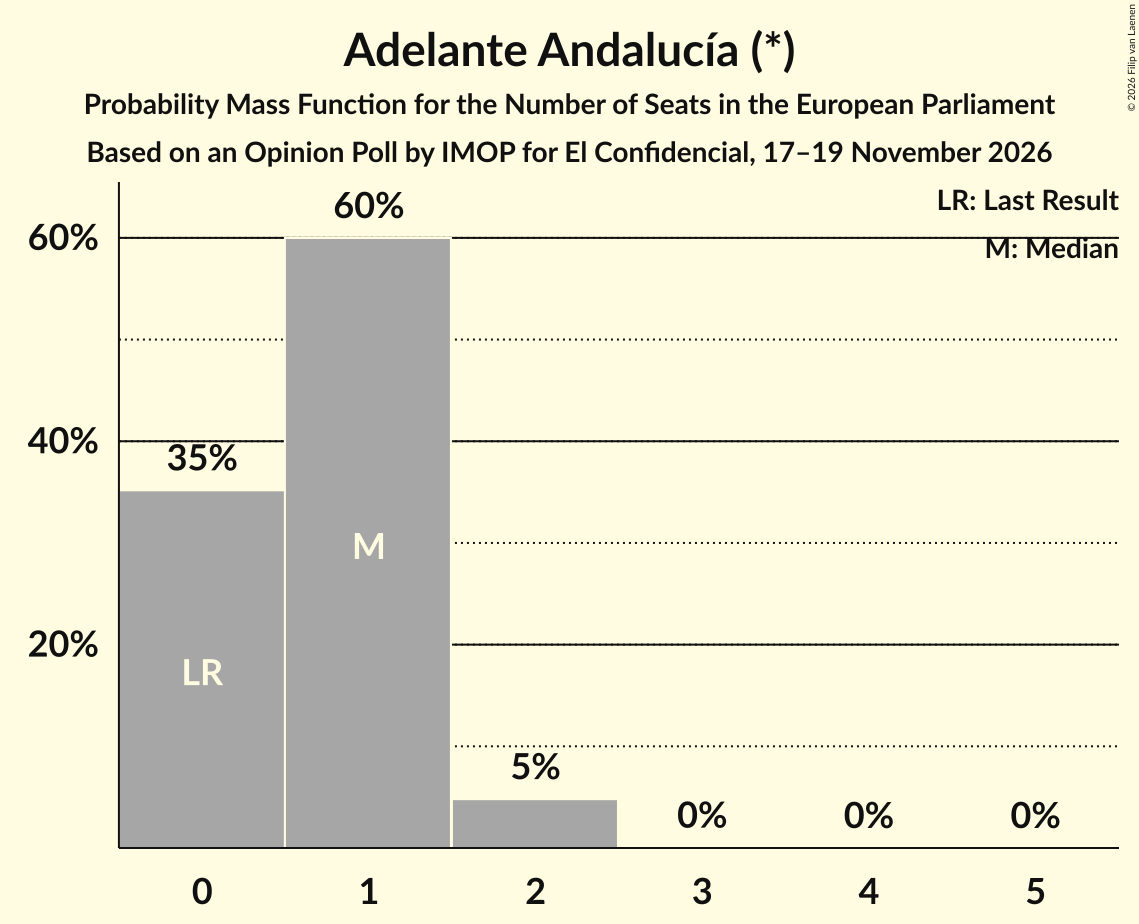 Adelante Andalucía (*)
Probability Mass Function for the Number of Seats in the European Parliament
Based on an Opinion Poll by IMOP for El Confidencial, 17–19 November 2026
© 2026 Filip van Laenen
LR: Last Result
M: Median
60%
40%
20%
35%
60%
5%
0%
0%
0%
LR
M
0
1
2
3
4
5